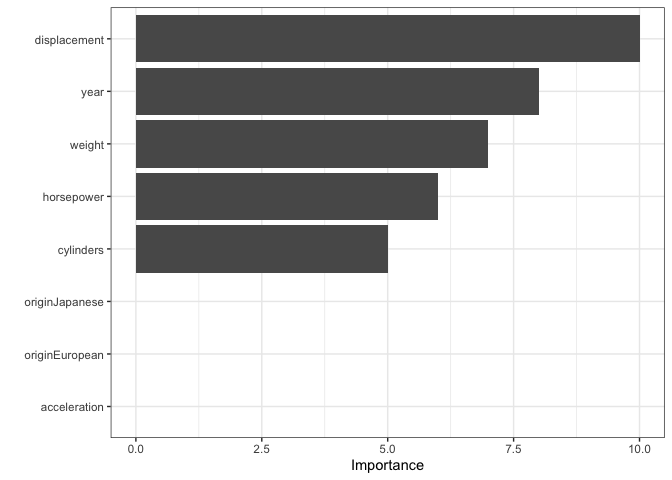 displacement
year
weight
horsepower
cylinders
originJapanese
originEuropean
acceleration
0.0 2.5 5.0 7.5 10.0
Importance